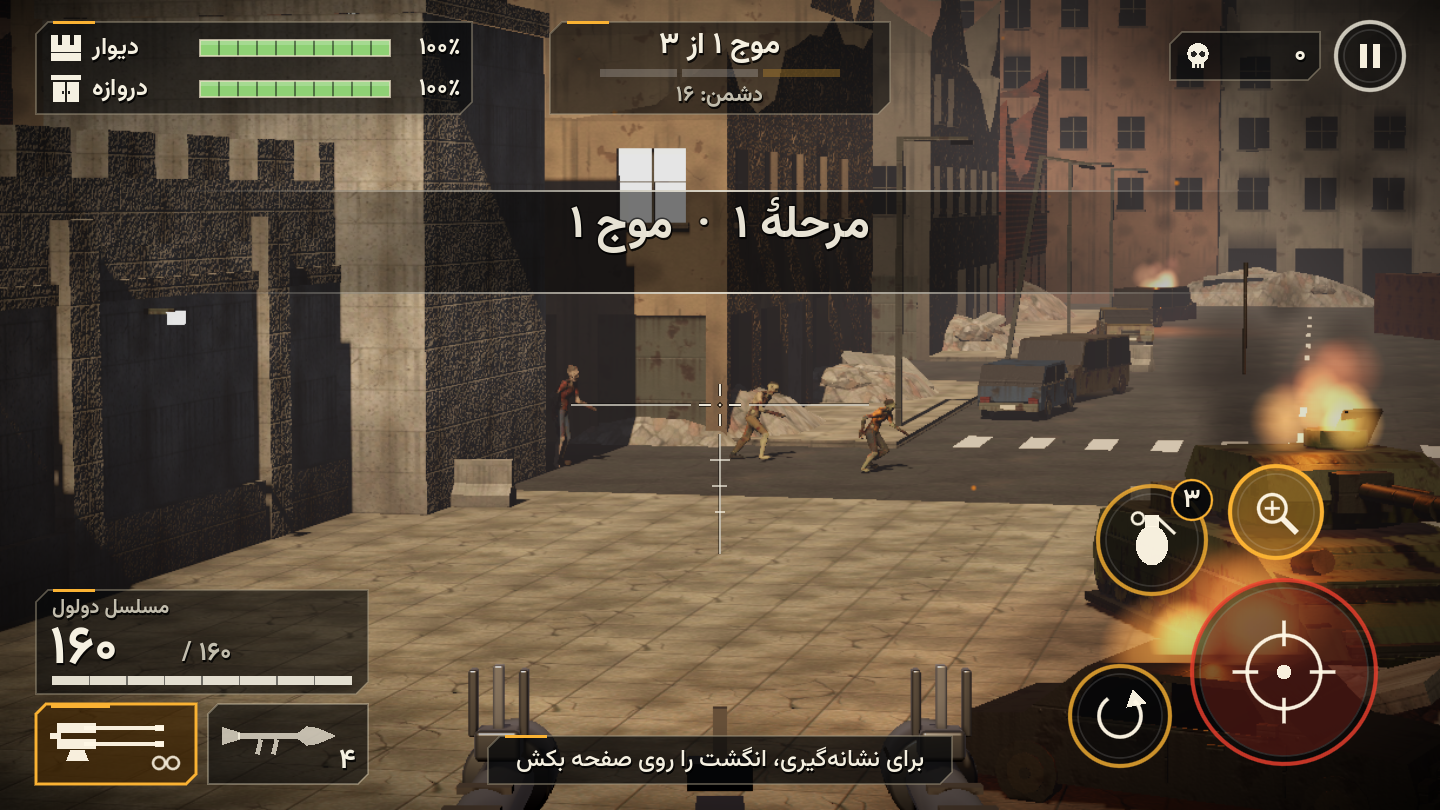 دیوار ۱۰۰٪
دروازه ۱۰۰٪
موج ۱ از ۳
دشمن: ۱۶
۰
مرحلهٔ ۱ · موج ۱
۳
مسلسل دولول
۱۶۰ / ۱۶۰
∞
۴
برای نشانه‌گیری، انگشت را روی صفحه بکش